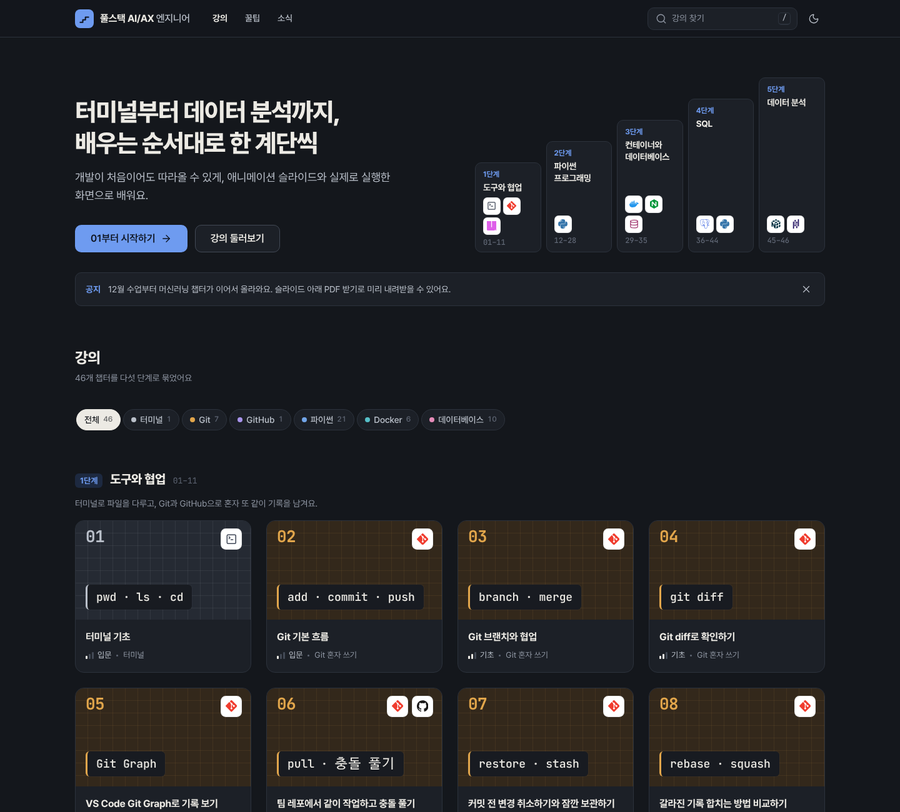 풀스택 AI/AX 엔지니어
강의
꿀팁
소식
강의 찾기
/
터미널부터 데이터 분석까지,
배우는 순서대로 한 계단씩
개발이 처음이어도 따라올 수 있게, 애니메이션 슬라이드와 실제로 실행한
화면으로 배워요.
01부터 시작하기 →
강의 둘러보기
1단계
도구와 협업
01–11
2단계
파이썬
프로그래밍
12–28
3단계
컨테이너와
데이터베이스
29–35
4단계
SQL
36–44
5단계
데이터 분석
45–46
공지 12월 수업부터 머신러닝 챕터가 이어서 올라와요. 슬라이드 아래 PDF 받기로 미리 내려받을 수 있어요.
강의
46개 챕터를 다섯 단계로 묶었어요
전체 46
터미널 1
Git 7
GitHub 1
파이썬 21
Docker 6
데이터베이스 10
1단계 도구와 협업 01–11
터미널로 파일을 다루고, Git과 GitHub으로 혼자 또 같이 기록을 남겨요.
01
pwd · ls · cd
터미널 기초
입문 · 터미널
02
add · commit · push
Git 기본 흐름
입문 · Git 혼자 쓰기
03
branch · merge
Git 브랜치와 협업
기초 · Git 혼자 쓰기
04
git diff
Git diff로 확인하기
기초 · Git 혼자 쓰기
05
Git Graph
VS Code Git Graph로 기록 보기
06
pull · 충돌 풀기
팀 레포에서 같이 작업하고 충돌 풀기
07
restore · stash
커밋 전 변경 취소하기와 잠깐 보관하기
08
rebase · squash
갈라진 기록 합치는 방법 비교하기